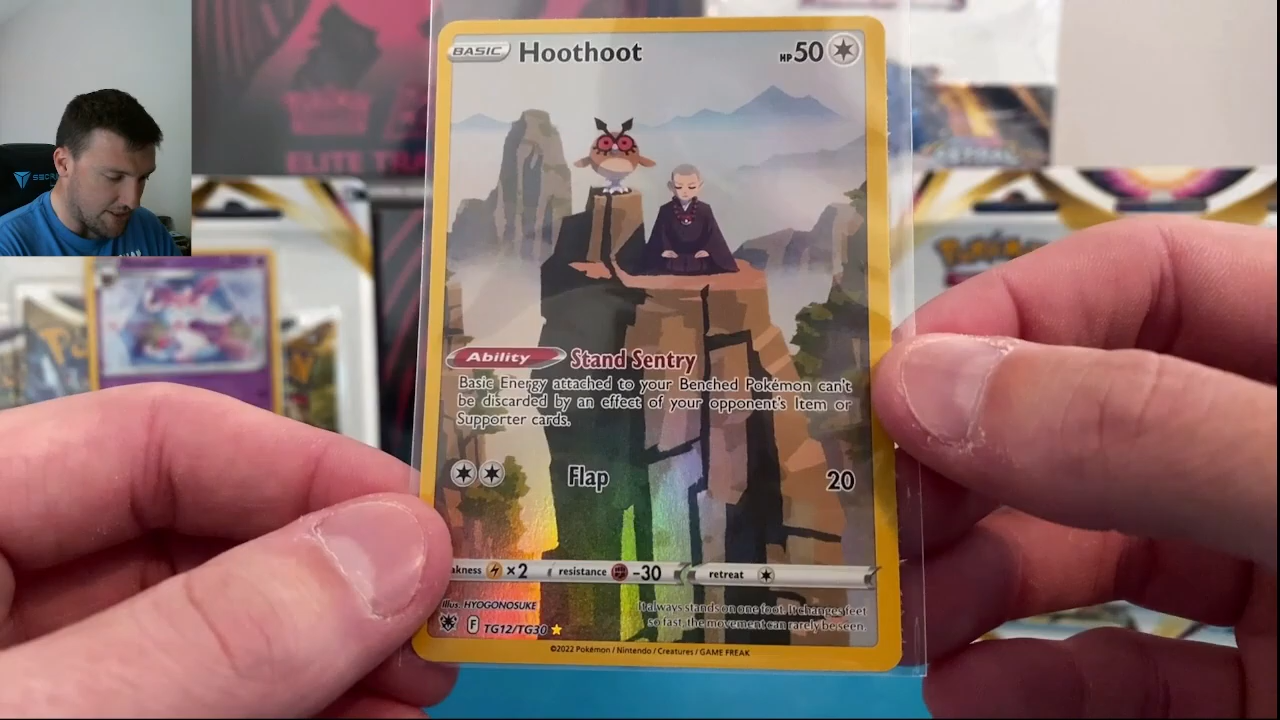 BASIC Hoothoot HP50
Ability Stand Sentry
Basic Energy attached to your Benched Pokémon can't
be discarded by an effect of your opponent's Item or
Supporter cards.
Flap 20
akness ×2 resistance -30 retreat
Illus. HYOGONOSUKE
It always stands on one foot. It changes feet
so fast, the movement can rarely be seen.
F TG12/TG30
©2022 Pokémon / Nintendo / Creatures / GAME FREAK
ELITE TRA